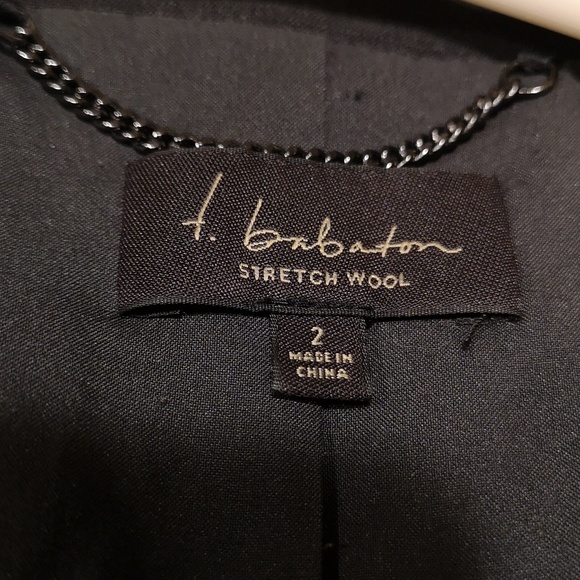 t. babaton
STRETCH WOOL
2
MADE IN
CHINA